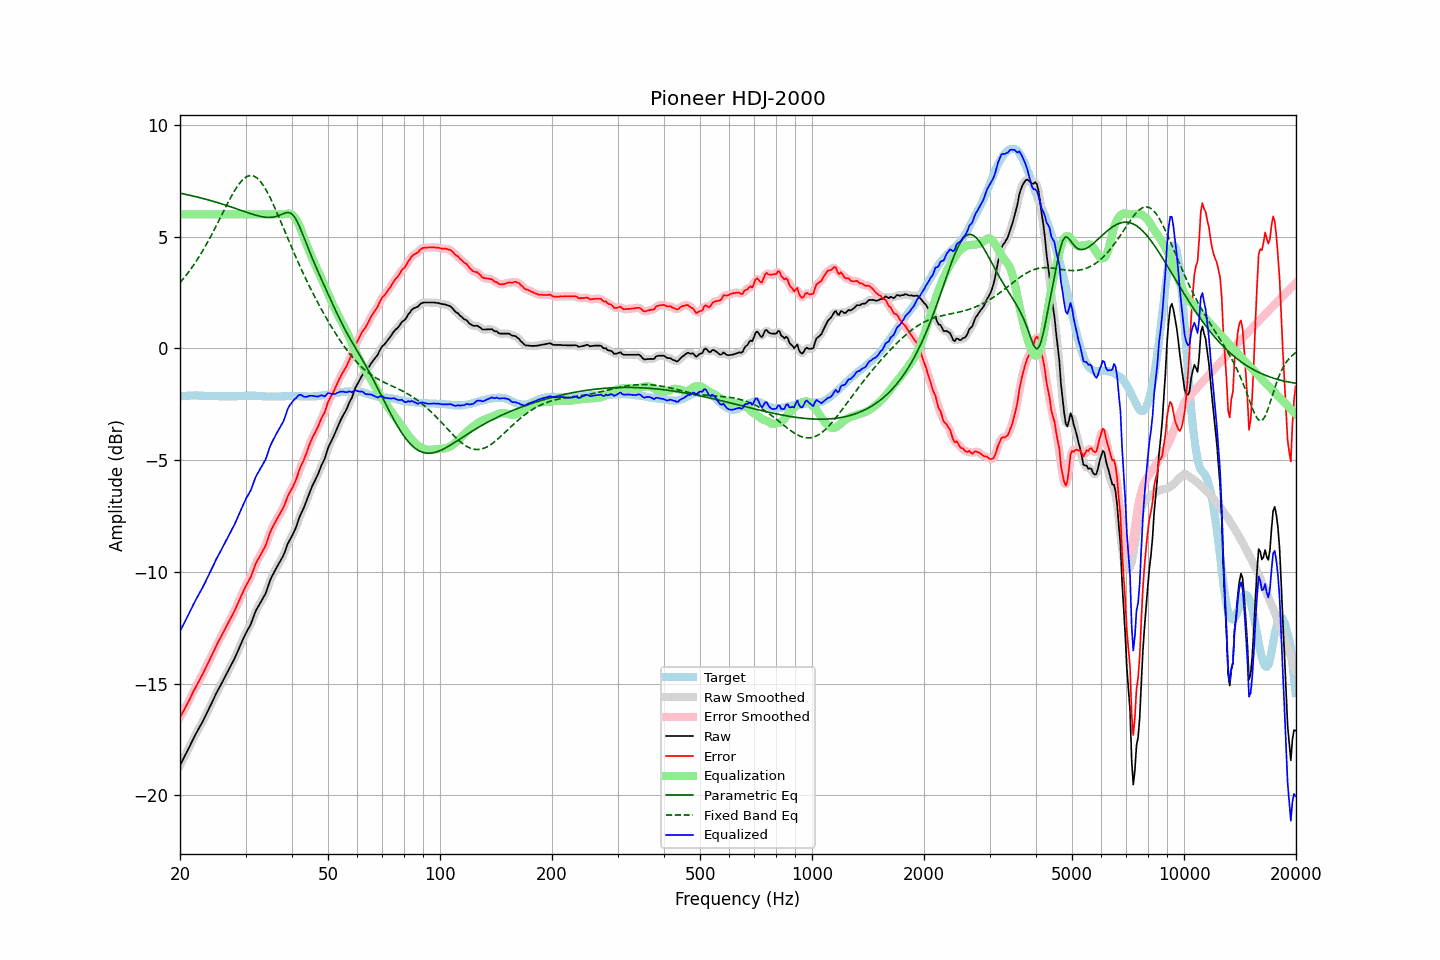 Pioneer HDJ-2000
10
5
0
−5
−10
−15
−20
Amplitude (dBr)
20
50
100
200
500
1000
2000
5000
10000
20000
Frequency (Hz)
Target
Raw Smoothed
Error Smoothed
Raw
Error
Equalization
Parametric Eq
Fixed Band Eq
Equalized